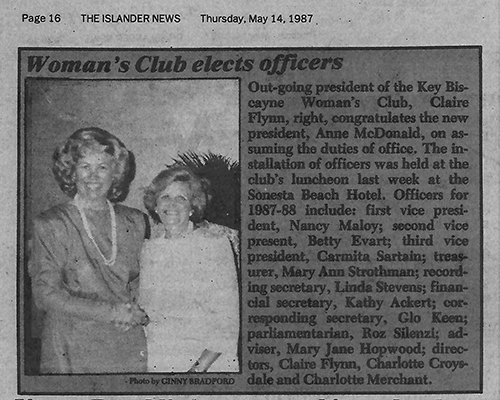 Page 16 THE ISLANDER NEWS Thursday, May 14, 1987
Woman's Club elects officers
Out-going president of the Key Bis-
cayne Woman's Club, Claire
Flynn, right, congratulates the new
president, Anne McDonald, on as-
suming the duties of office. The in-
stallation of officers was held at the
club's luncheon last week at the
Sonesta Beach Hotel. Officers for
1987-88 include: first vice presi-
dent, Nancy Maloy; second vice
present, Betty Evart; third vice
president, Carmita Sartain; treas-
urer, Mary Ann Strothman; record-
ing secretary, Linda Stevens; finan-
cial secretary, Kathy Ackert; cor-
responding secretary, Glo Keen;
parliamentarian, Roz Silenzi; ad-
viser, Mary Jane Hopwood; direc-
tors, Claire Flynn, Charlotte Croys-
dale and Charlotte Merchant.
- Photo by GINNY BRADFORD